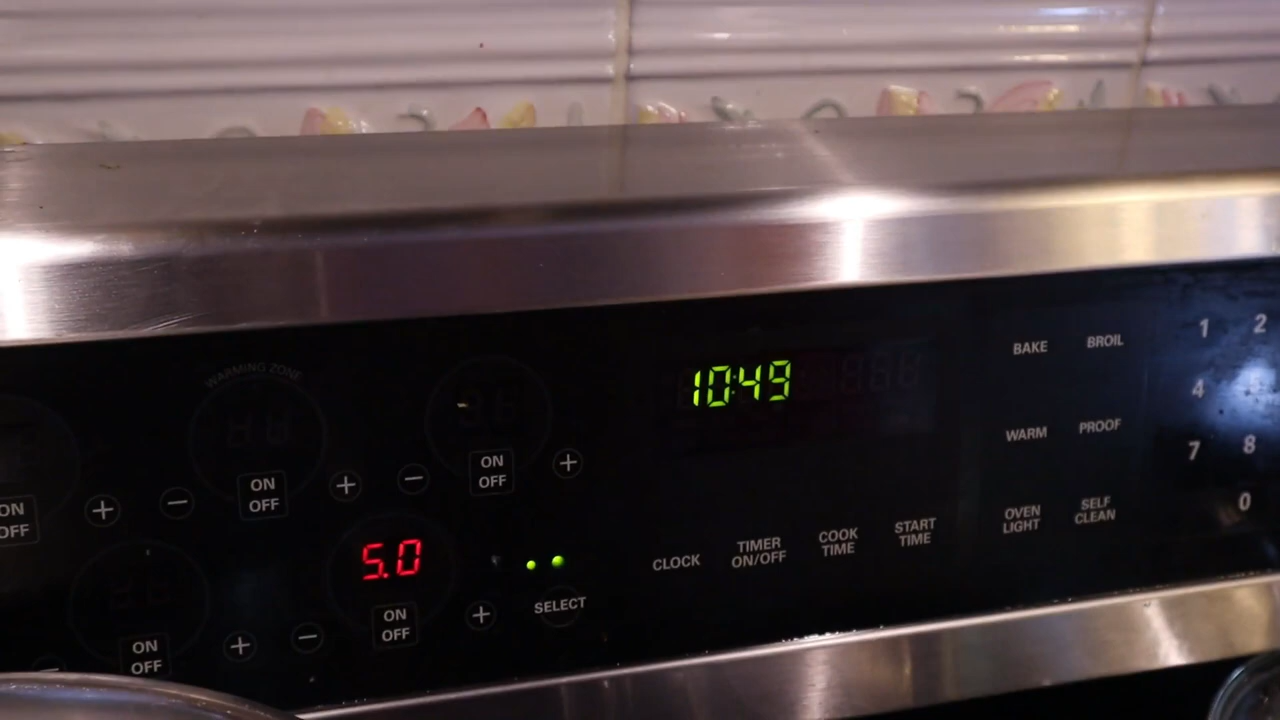 10:49
BAKE BROIL
1 2
WARMING ZONE
4
WARM PROOF
7 8
ON
OFF
ON
OFF
ON
OFF
0
OVEN
LIGHT
SELF
CLEAN
5.0
CLOCK
TIMER
ON/OFF
COOK
TIME
START
TIME
SELECT
ON
OFF
ON
OFF